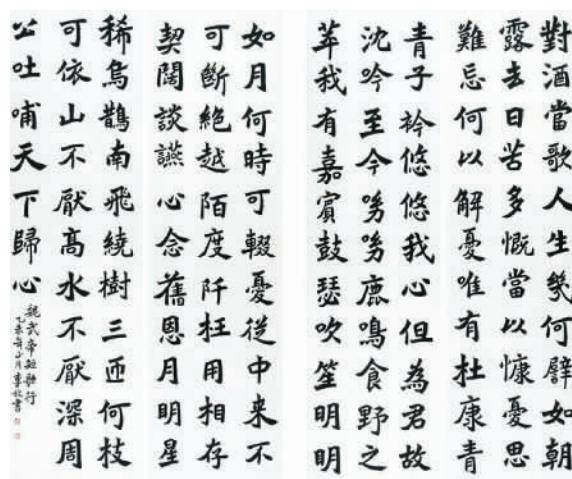 對酒當歌人生幾何譬如朝
露去日苦多慨當以慷憂思
難忘何以解憂唯有杜康青
青子衿悠悠我心但為君故
沈吟至今呦呦鹿鳴食野之
苹我有嘉賓鼓瑟吹笙明明
如月何時可輟憂從中来不
可斷絕越陌度阡枉用相存
契闊談讌心念舊恩月明星
稀烏鵲南飛繞樹三匝何枝
可依山不厭高水不厭深周
公吐哺天下歸心
魏武帝短歌行
乙未年月書